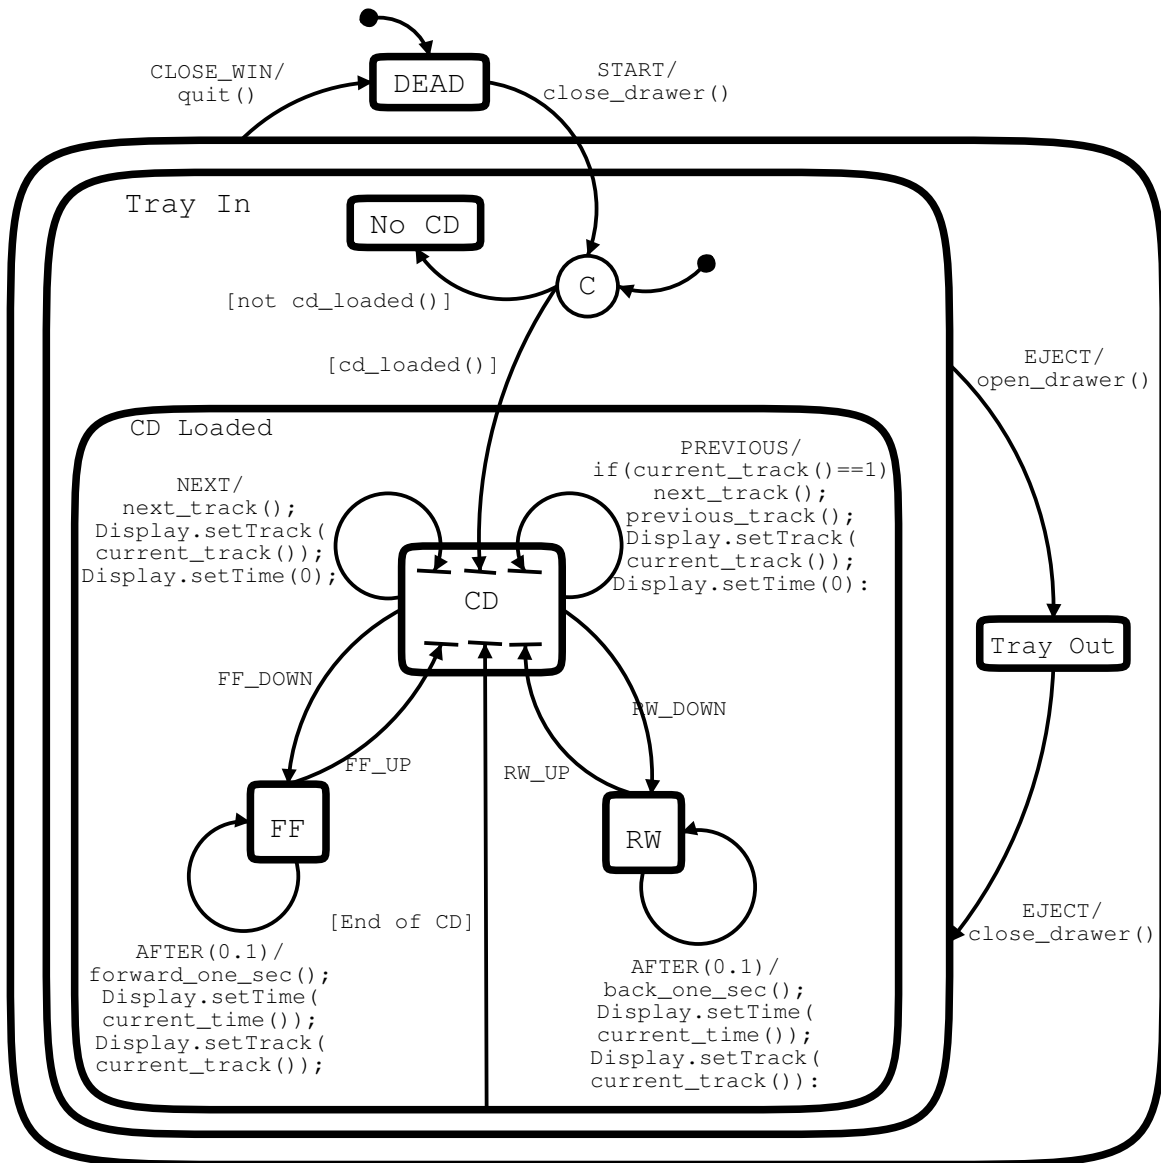 CLOSE_WIN/
quit()
DEAD
START/
close_drawer()
Tray In
No CD
C
[not cd_loaded()]
[cd_loaded()]
EJECT/
open_drawer()
CD Loaded
NEXT/
next_track();
Display.setTrack(
current_track());
Display.setTime(0);
PREVIOUS/
if(current_track()==1)
next_track();
previous_track();
Display.setTrack(
current_track());
Display.setTime(0):
CD
Tray Out
FF_DOWN
RW_DOWN
FF_UP
RW_UP
FF
RW
[End of CD]
EJECT/
close_drawer()
AFTER(0.1)/
forward_one_sec();
Display.setTime(
current_time());
Display.setTrack(
current_track());
AFTER(0.1)/
back_one_sec();
Display.setTime(
current_time());
Display.setTrack(
current_track()):